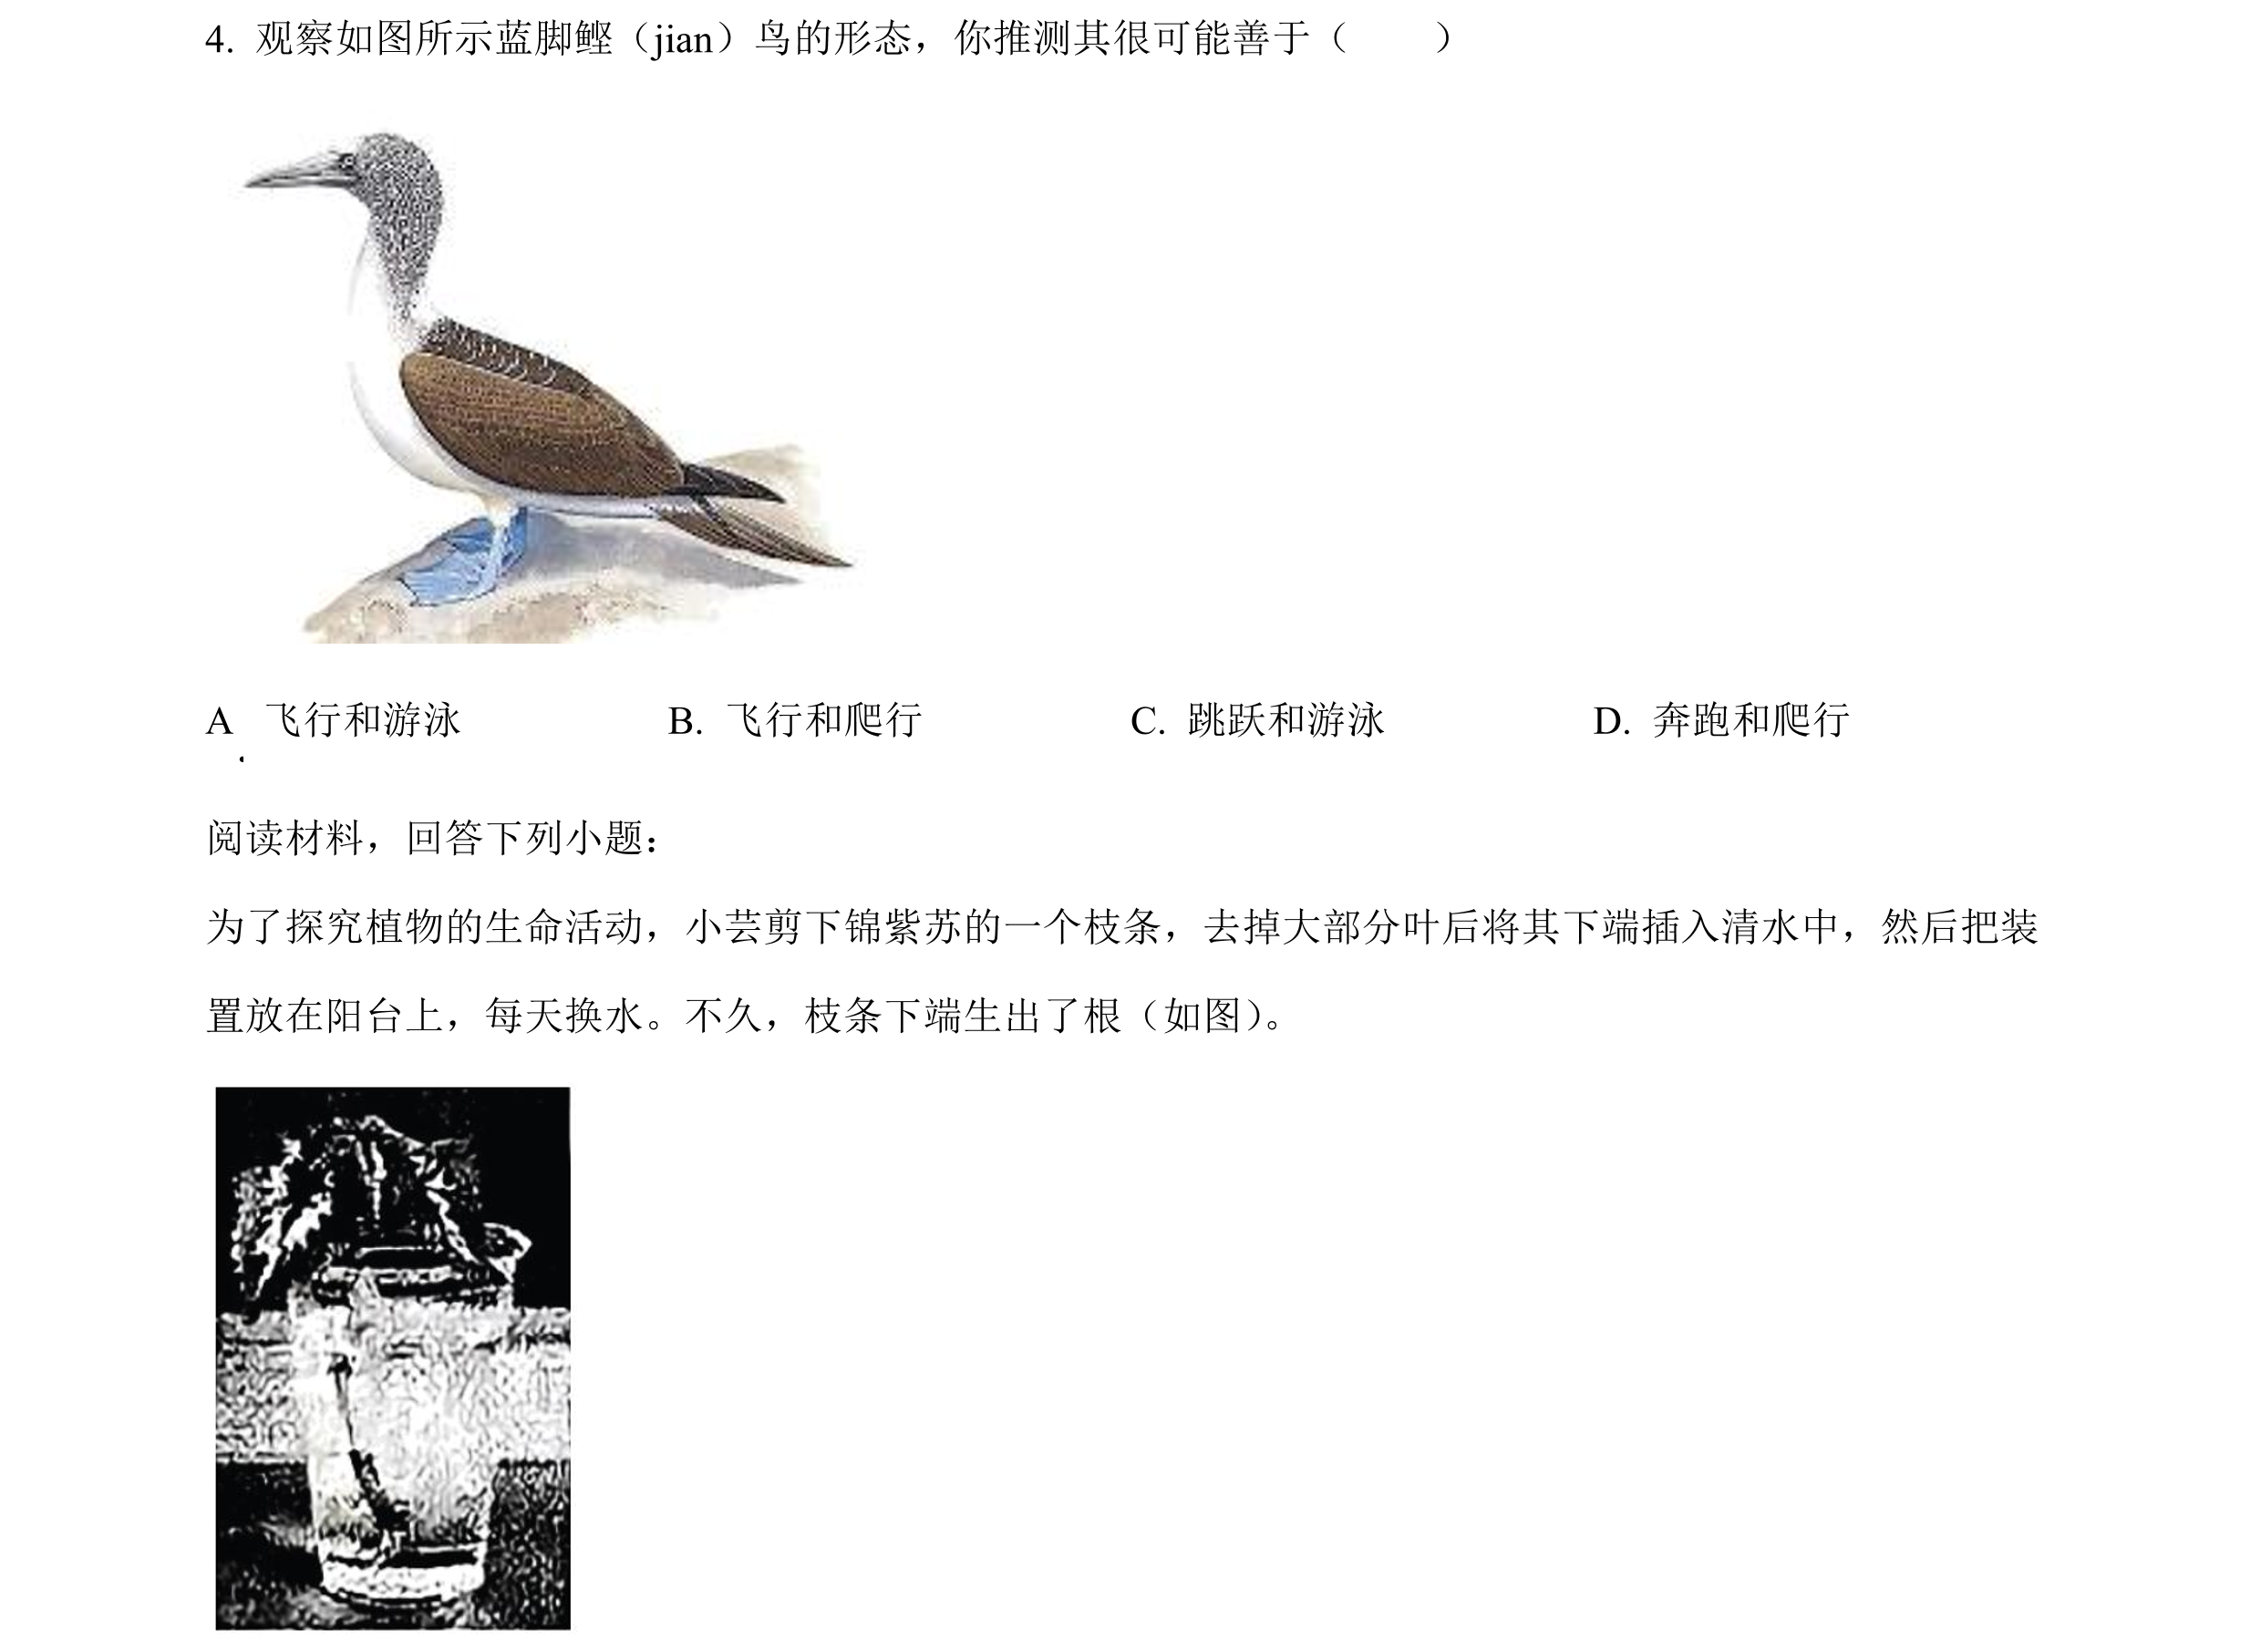 4. 观察如图所示蓝脚鲣（jian）鸟的形态，你推测其很可能善于（　　）
A. 飞行和游泳 B. 飞行和爬行 C. 跳跃和游泳 D. 奔跑和爬行
阅读材料，回答下列小题：
为了探究植物的生命活动，小芸剪下锦紫苏的一个枝条，去掉大部分叶后将其下端插入清水中，然后把装
置放在阳台上，每天换水。不久，枝条下端生出了根（如图）。